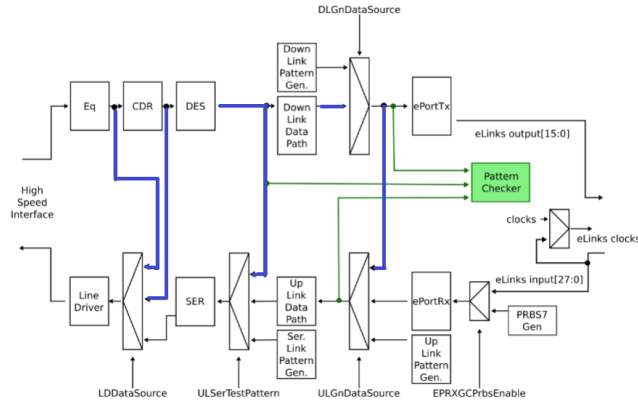 DLGnDataSource
Down
Link
Pattern
Gen.
Eq
CDR
DES
Down
Link
Data
Path
ePortTx
eLinks output[15:0]
Pattern
Checker
High
Speed
Interface
clocks
eLinks clocks
eLinks input[27:0]
Line
Driver
SER
Up
Link
Data
Path
ePortRx
PRBS7
Gen
Ser.
Link
Pattern
Gen.
Up
Link
Pattern
Gen.
LDDataSource
ULSerTestPattern
ULGnDataSource
EPRXGCPrbsEnable